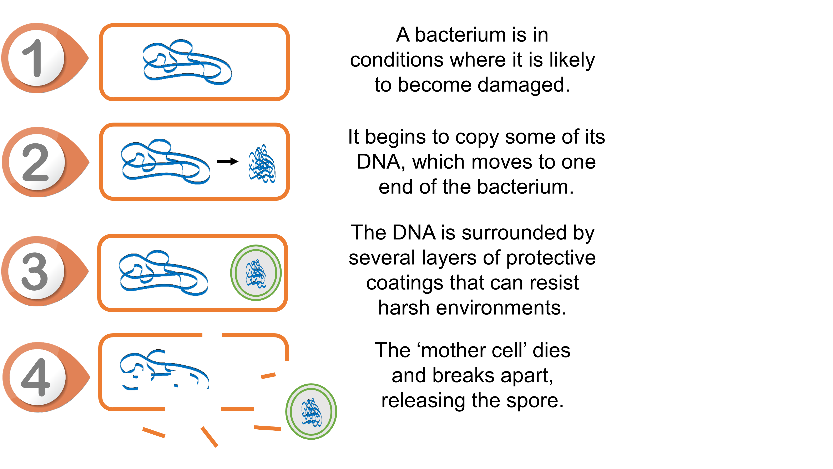 1
A bacterium is in
conditions where it is likely
to become damaged.
2
It begins to copy some of its
DNA, which moves to one
end of the bacterium.
3
The DNA is surrounded by
several layers of protective
coatings that can resist
harsh environments.
4
The ‘mother cell’ dies
and breaks apart,
releasing the spore.